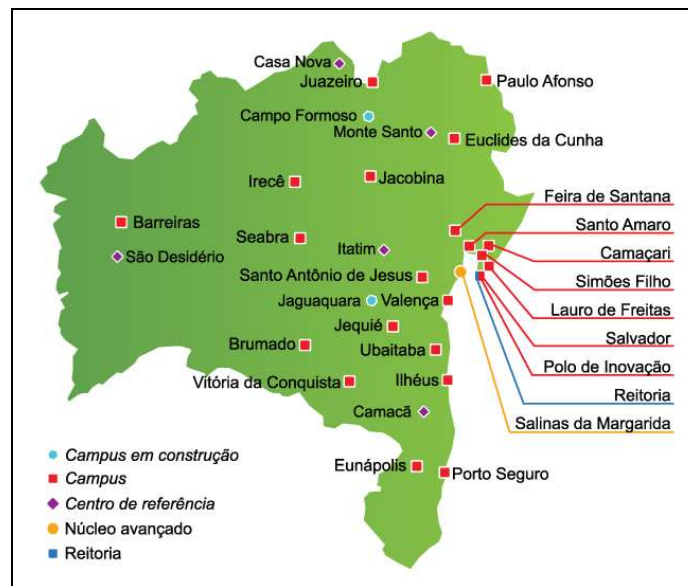 Casa Nova
Juazeiro
Paulo Afonso
Campo Formoso
Monte Santo
Euclides da Cunha
Irecê
Jacobina
Feira de Santana
Santo Amaro
Barreiras
Seabra
Itatim
Camaçari
São Desidério
Simões Filho
Santo Antônio de Jesus
Jaguaquara
Valença
Lauro de Freitas
Jequié
Salvador
Brumado
Ubaitaba
Polo de Inovação
Vitória da Conquista
Ilhéus
Reitoria
Camacã
Salinas da Margarida
Campus em construção
Campus
Eunápolis
Porto Seguro
Centro de referência
Núcleo avançado
Reitoria